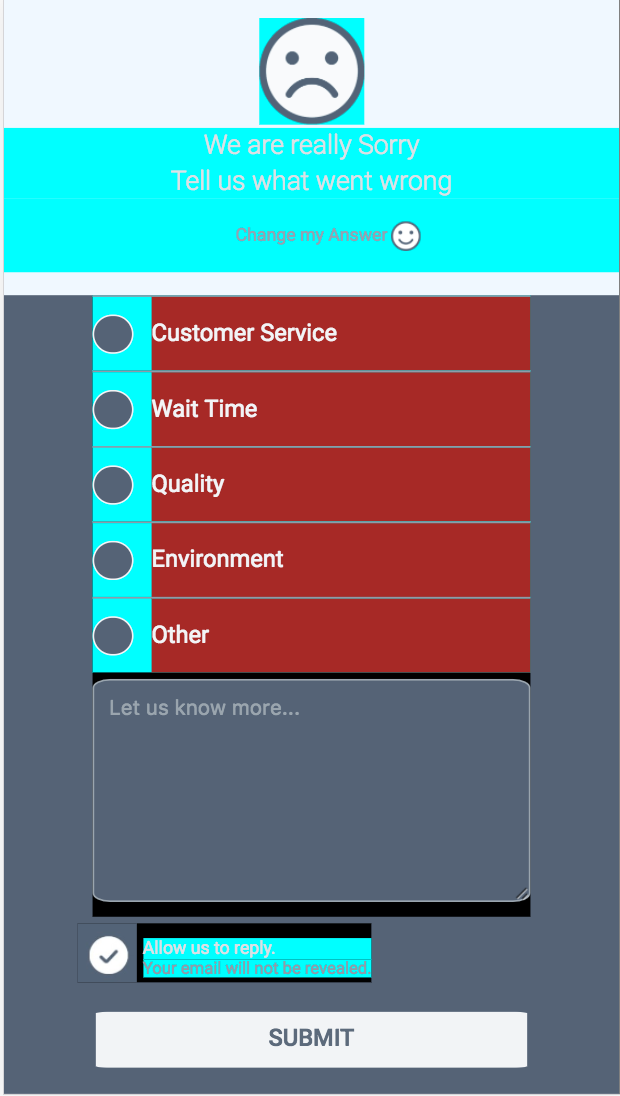 We are really Sorry
Tell us what went wrong
Change my Answer
Customer Service
Wait Time
Quality
Environment
Other
Let us know more...
Allow us to reply.
Your email will not be revealed.
SUBMIT